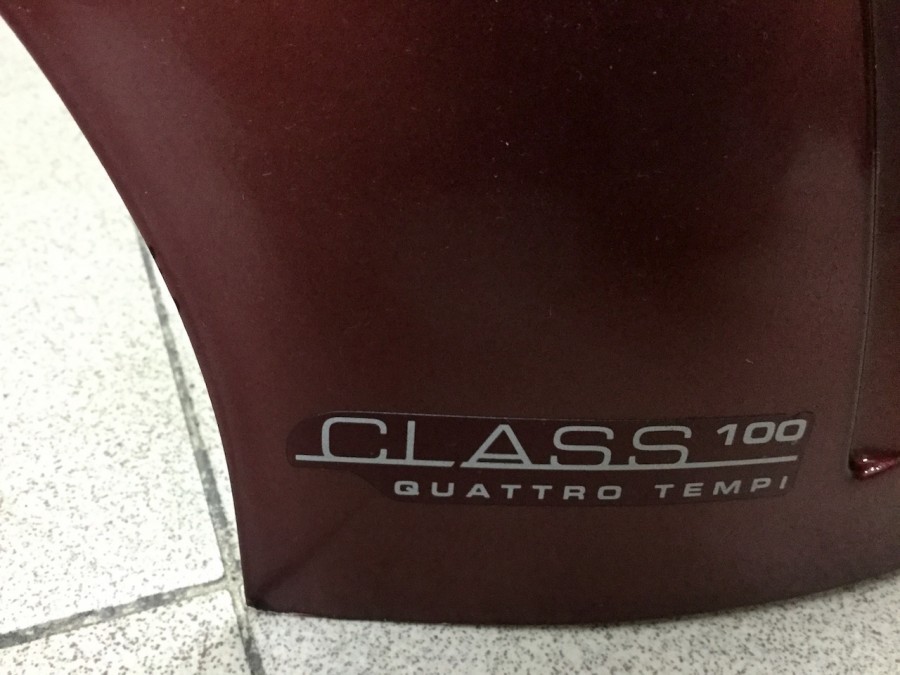 CLASS 100
QUATTRO TEMPI